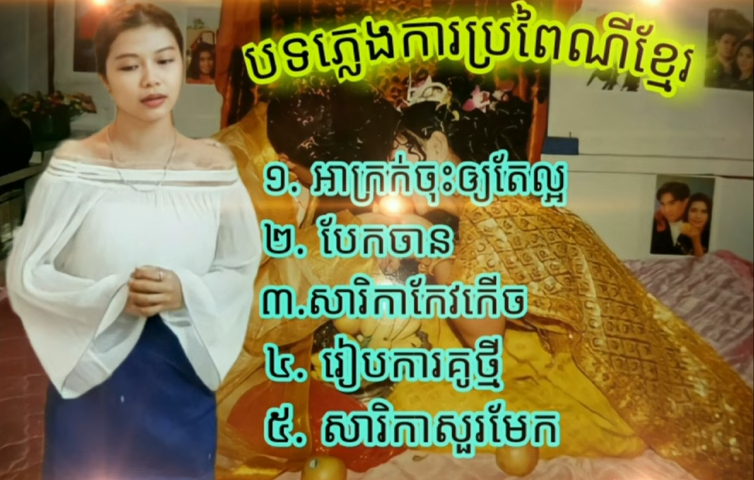 បទភ្លេងការប្រពៃណីខ្មែរ
១. អាក្រក់ចុះឲ្យតែល្អ
២. បែកចាន
៣.សារិកាកែវកើច
៤. រៀបការគូថ្មី
៥. សារិកាសួរមែក